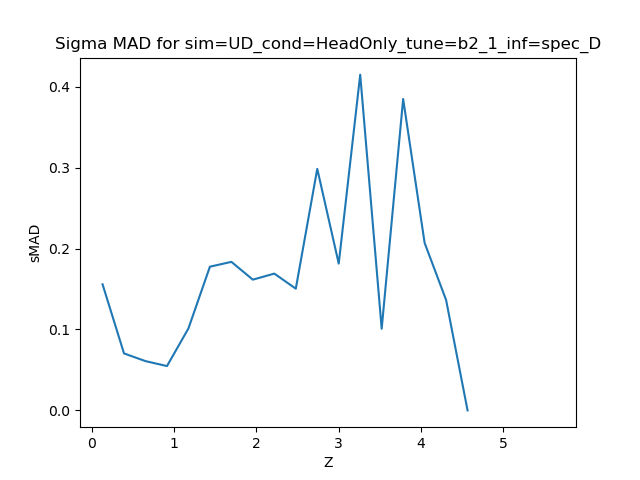 Sigma MAD for sim=UD_cond=HeadOnly_tune=b2_1_inf=spec_D
0.4
0.3
0.2
0.1
0.0
sMAD
0 1 2 3 4 5
Z